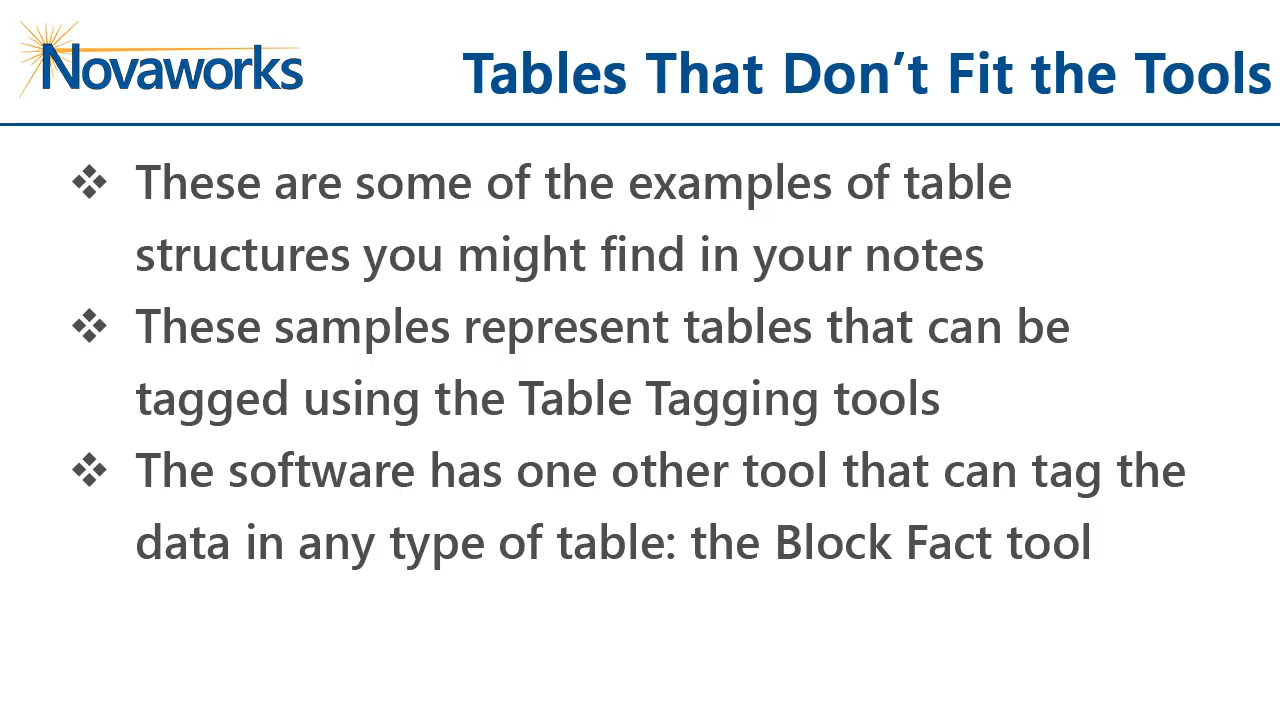 Novaworks
Tables That Don’t Fit the Tools
❖ These are some of the examples of table
structures you might find in your notes
❖ These samples represent tables that can be
tagged using the Table Tagging tools
❖ The software has one other tool that can tag the
data in any type of table: the Block Fact tool